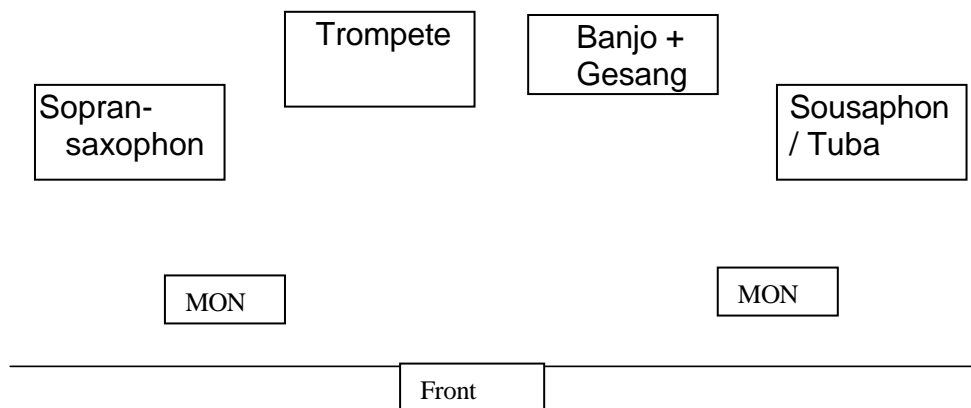 Trompete
Banjo +
Gesang
Sopran-
saxophon
Sousaphon
/ Tuba
MON
MON
Front